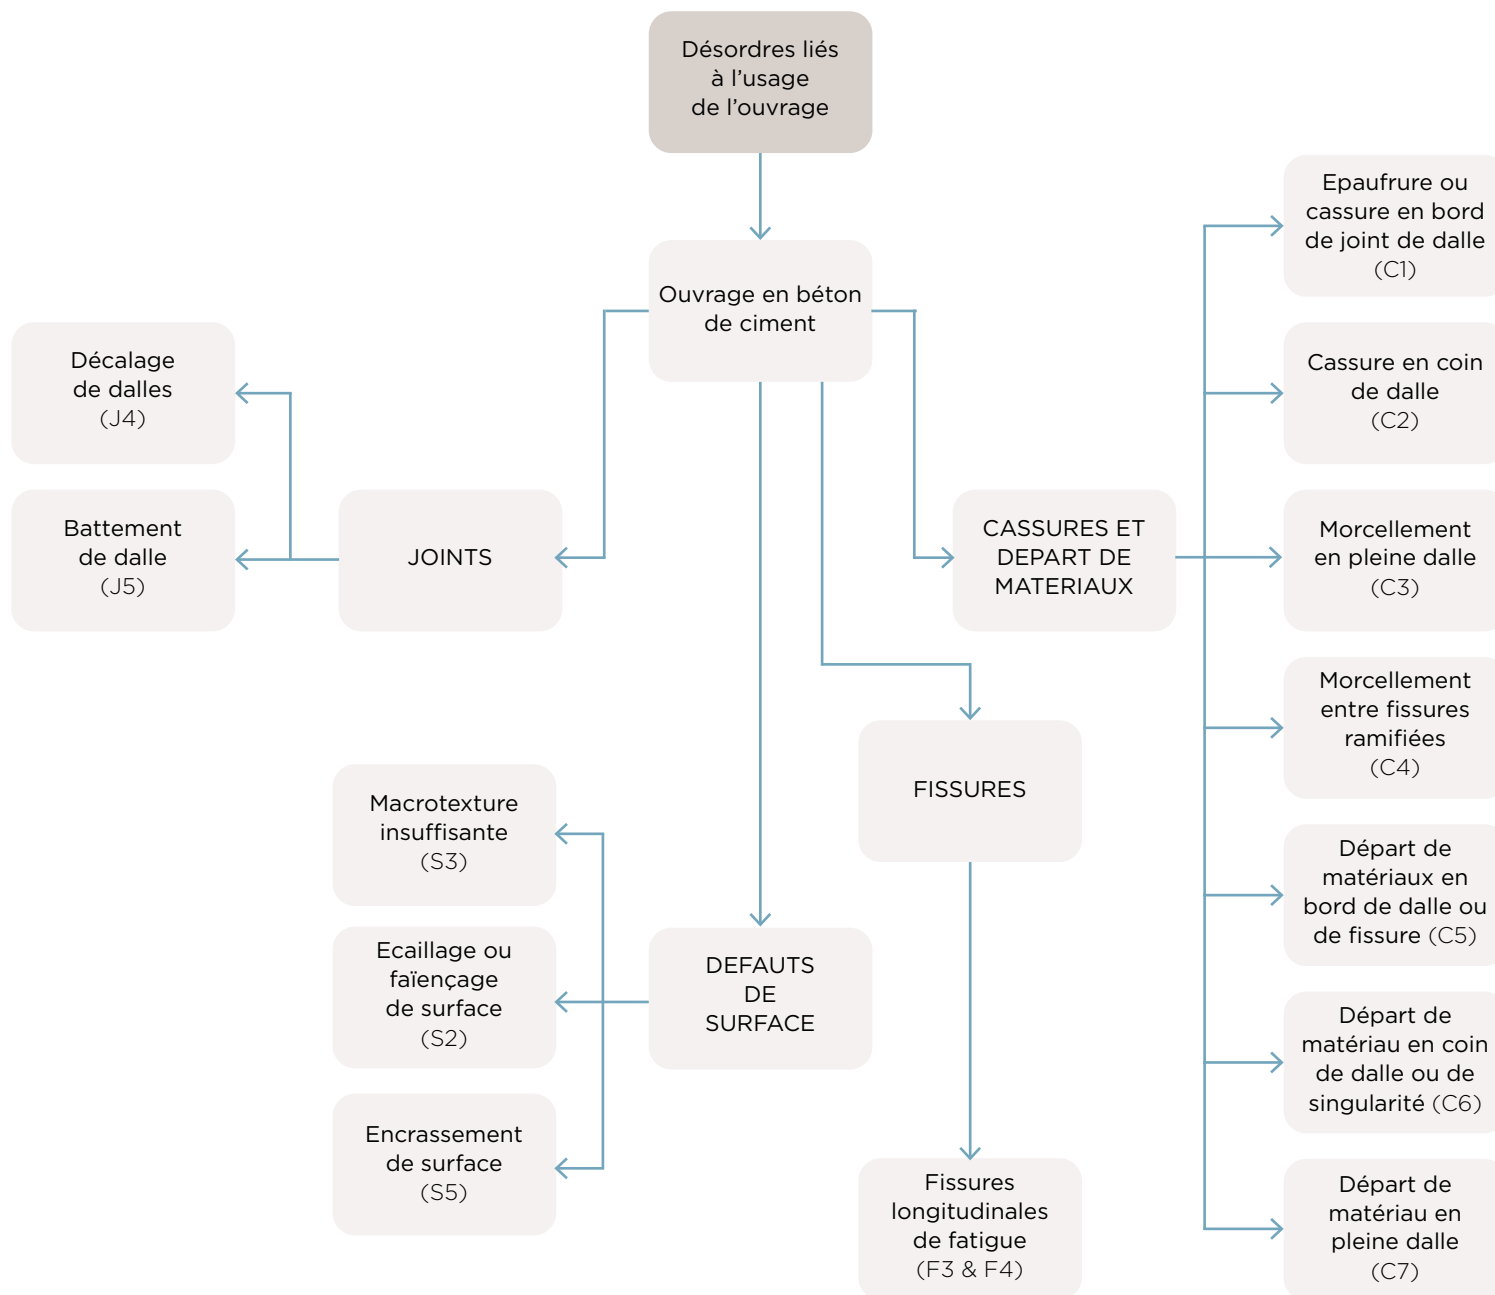 Désordres liés
à l’usage
de l’ouvrage
Ouvrage en béton
de ciment
Décalage
de dalles
(J4)
Battement
de dalle
(J5)
JOINTS
CASSURES ET
DEPART DE
MATERIAUX
Epaufrure ou
cassure en bord
de joint de dalle
(C1)
Cassure en coin
de dalle
(C2)
Morcellement
en pleine dalle
(C3)
Morcellement
entre fissures
ramifiées
(C4)
Départ de
matériaux en
bord de dalle ou
de fissure (C5)
Départ de
matériau en coin
de dalle ou de
singularité (C6)
Départ de
matériau en
pleine dalle
(C7)
FISSURES
Fissures
longitudinales
de fatigue
(F3 & F4)
DEFAUTS
DE
SURFACE
Macrotexture
insuffisante
(S3)
Ecaillage ou
faïençage
de surface
(S2)
Encrassement
de surface
(S5)